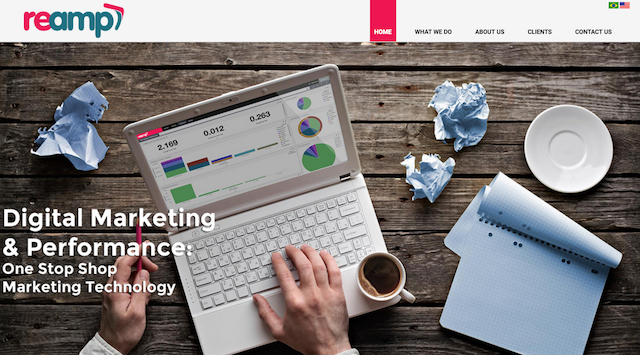 reamp
HOME
WHAT WE DO
ABOUT US
CLIENTS
CONTACT US
2.169
0.012
0.263
Digital Marketing
& Performance:
One Stop Shop
Marketing Technology